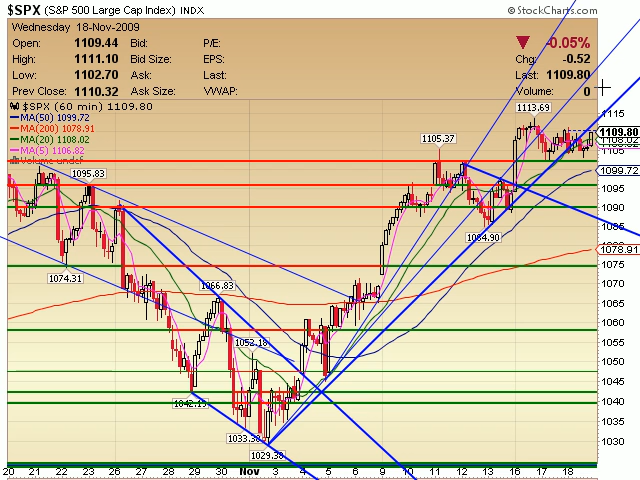 $SPX (S&P 500 Large Cap Index) INDX © StockCharts.com
Wednesday 18-Nov-2009
Open: 1109.44 Bid: P/E: -0.05%
High: 1111.10 Bid Size: EPS: Chg: -0.52
Low: 1102.70 Ask: Last: Last: 1109.80
Prev Close: 1110.32 Ask Size: VWAP: Volume: 0
$SPX (60 min) 1109.80
MA(50) 1099.72
MA(200) 1078.91
MA(20) 1108.02
MA(5) 1106.82
Volume undef
1113.69
1115
1109.80
1108.02
1105.37
1105
1099.72
1095.83
1095
1090
1085
1084.90
1078.91
1074.31
1075
1070
1066.83
1065
1060
1055
1052.18
1050
1045
1040
1035
1033.38
1030
1029.38
20 21 22 23 26 27 28 29 30 Nov 3 4 5 6 9 10 11 12 13 16 17 18